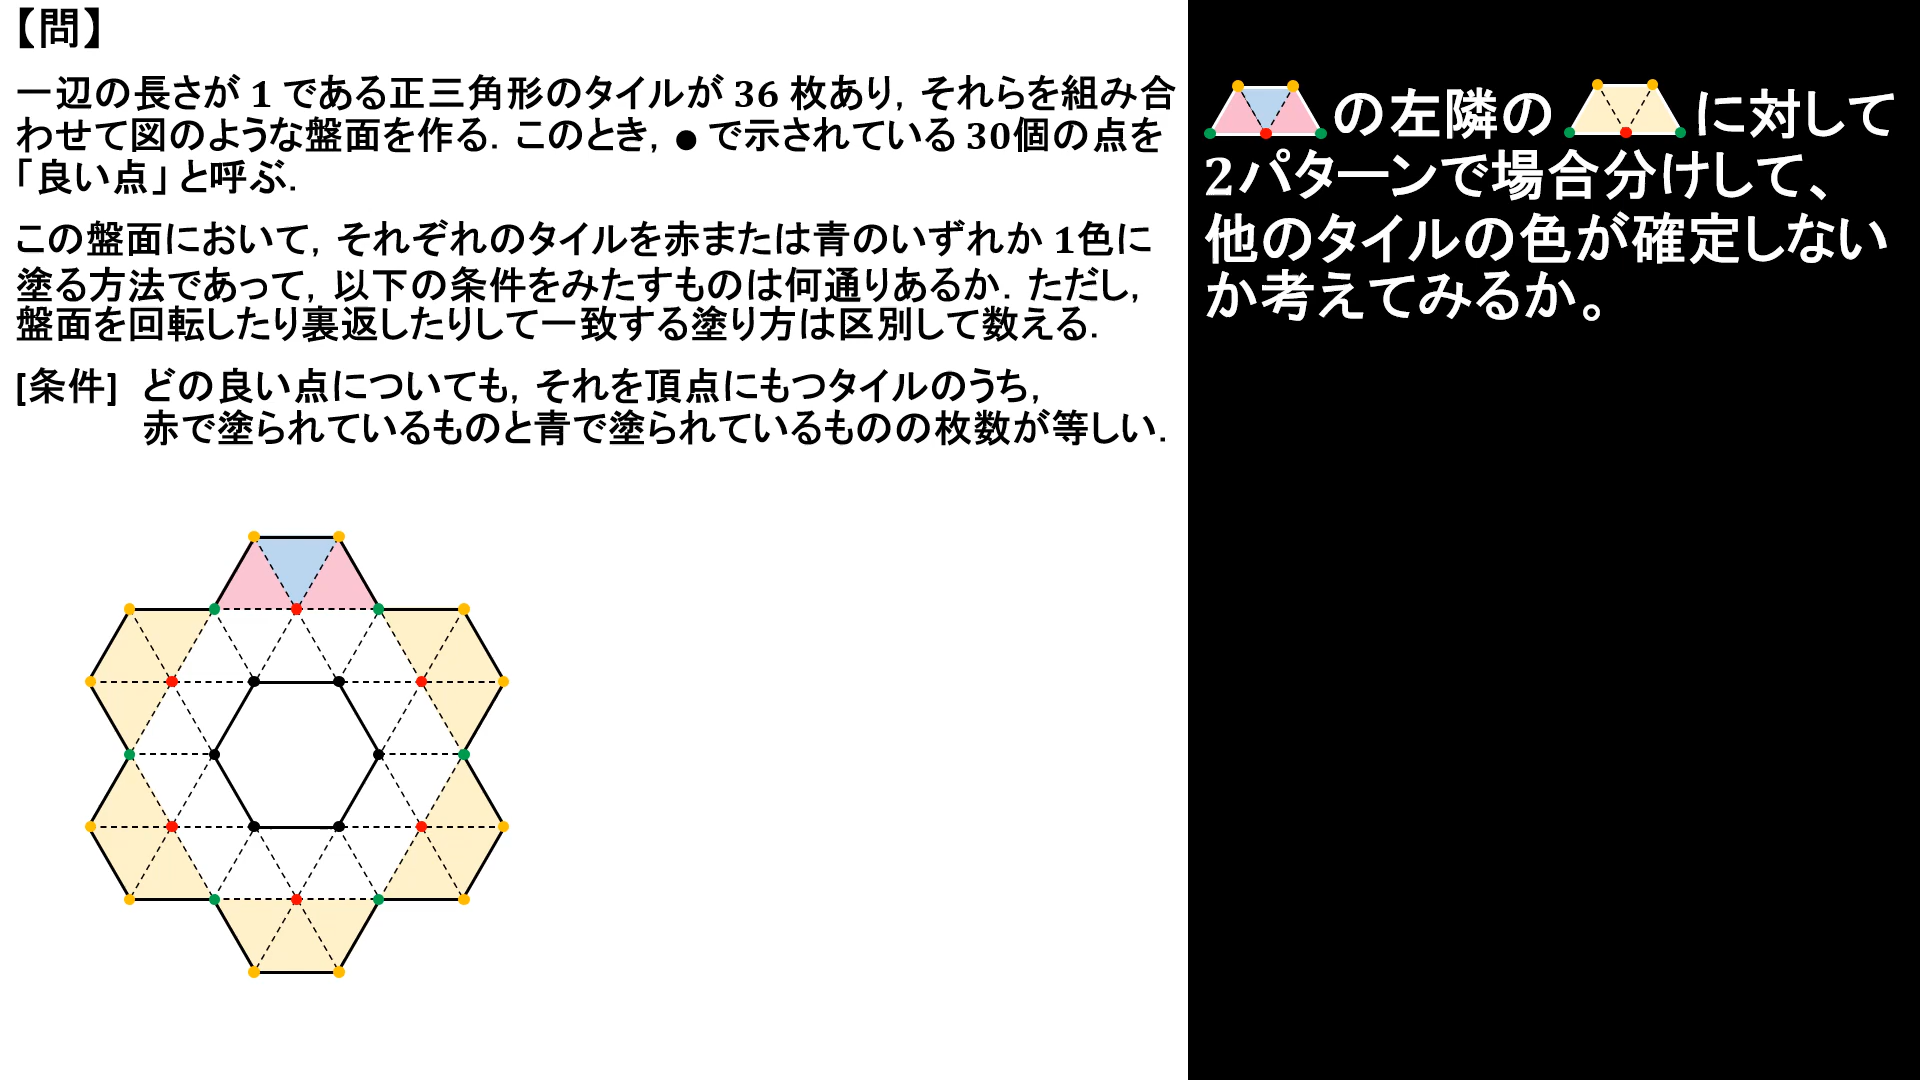 【問】
一辺の長さが 1 である正三角形のタイルが 36 枚あり, それらを組み合
わせて図のような盤面を作る. このとき, ● で示されている 30個の点を
「良い点」と呼ぶ.
この盤面において, それぞれのタイルを赤または青のいずれか 1色に
塗る方法であって, 以下の条件をみたすものは何通りあるか. ただし,
盤面を回転したり裏返したりして一致する塗り方は区別して数える.
[条件] どの良い点についても, それを頂点にもつタイルのうち,
赤で塗られているものと青で塗られているものの枚数が等しい.
の左隣の に対して
2パターンで場合分けして、
他のタイルの色が確定しない
か考えてみるか。